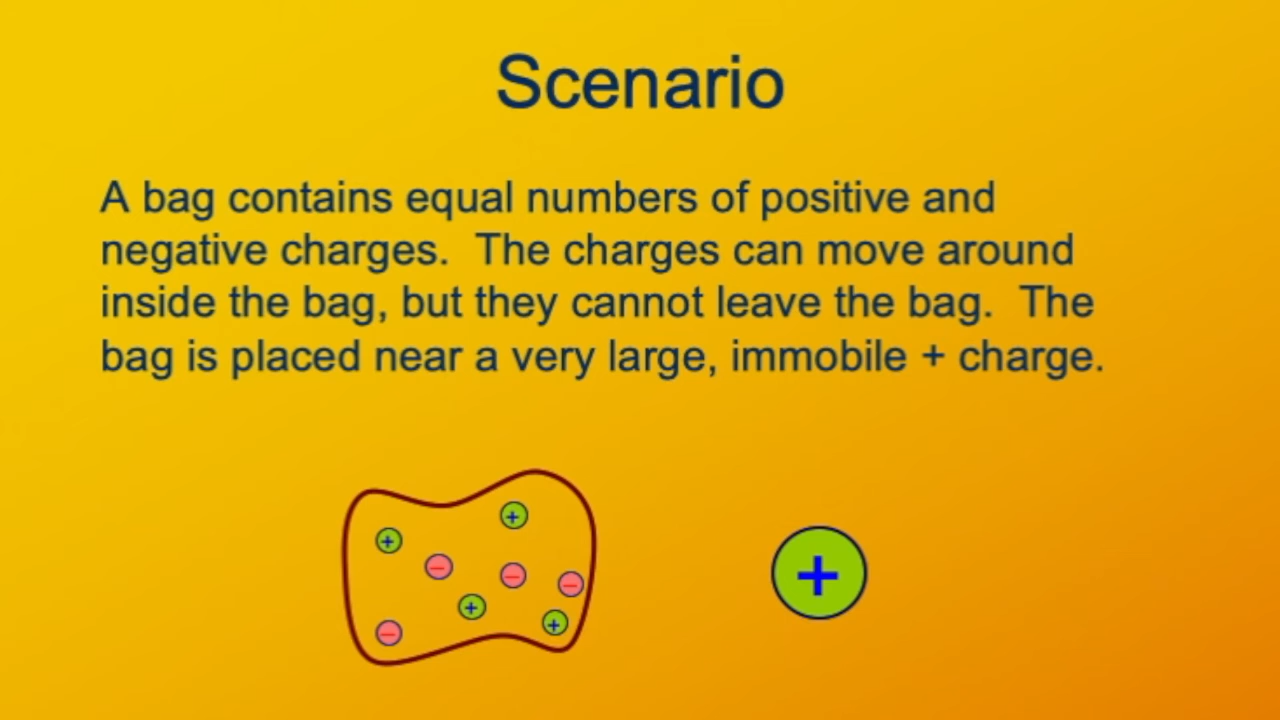 Scenario
A bag contains equal numbers of positive and
negative charges.  The charges can move around
inside the bag, but they cannot leave the bag.  The
bag is placed near a very large, immobile + charge.
+ +
− − −
+ +
−
+